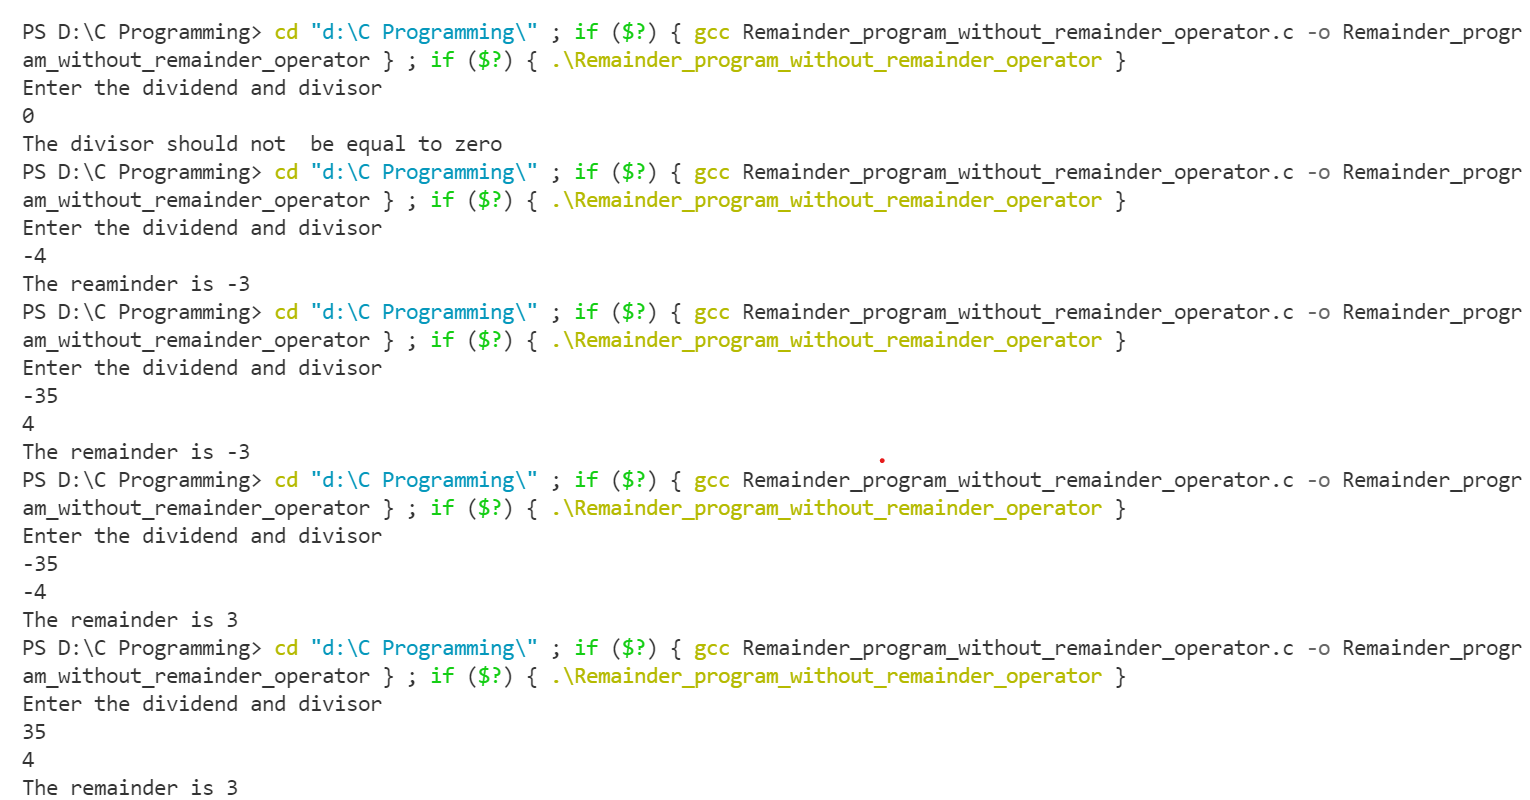 PS D:\C Programming> cd "d:\C Programming\" ; if ($?) { gcc Remainder_program_without_remainder_operator.c -o Remainder_progr
am_without_remainder_operator } ; if ($?) { .\Remainder_program_without_remainder_operator }
Enter the dividend and divisor
0
The divisor should not  be equal to zero
PS D:\C Programming> cd "d:\C Programming\" ; if ($?) { gcc Remainder_program_without_remainder_operator.c -o Remainder_progr
am_without_remainder_operator } ; if ($?) { .\Remainder_program_without_remainder_operator }
Enter the dividend and divisor
-4
The reaminder is -3
PS D:\C Programming> cd "d:\C Programming\" ; if ($?) { gcc Remainder_program_without_remainder_operator.c -o Remainder_progr
am_without_remainder_operator } ; if ($?) { .\Remainder_program_without_remainder_operator }
Enter the dividend and divisor
-35
4
The remainder is -3
PS D:\C Programming> cd "d:\C Programming\" ; if ($?) { gcc Remainder_program_without_remainder_operator.c -o Remainder_progr
am_without_remainder_operator } ; if ($?) { .\Remainder_program_without_remainder_operator }
Enter the dividend and divisor
-35
-4
The remainder is 3
PS D:\C Programming> cd "d:\C Programming\" ; if ($?) { gcc Remainder_program_without_remainder_operator.c -o Remainder_progr
am_without_remainder_operator } ; if ($?) { .\Remainder_program_without_remainder_operator }
Enter the dividend and divisor
35
4
The remainder is 3